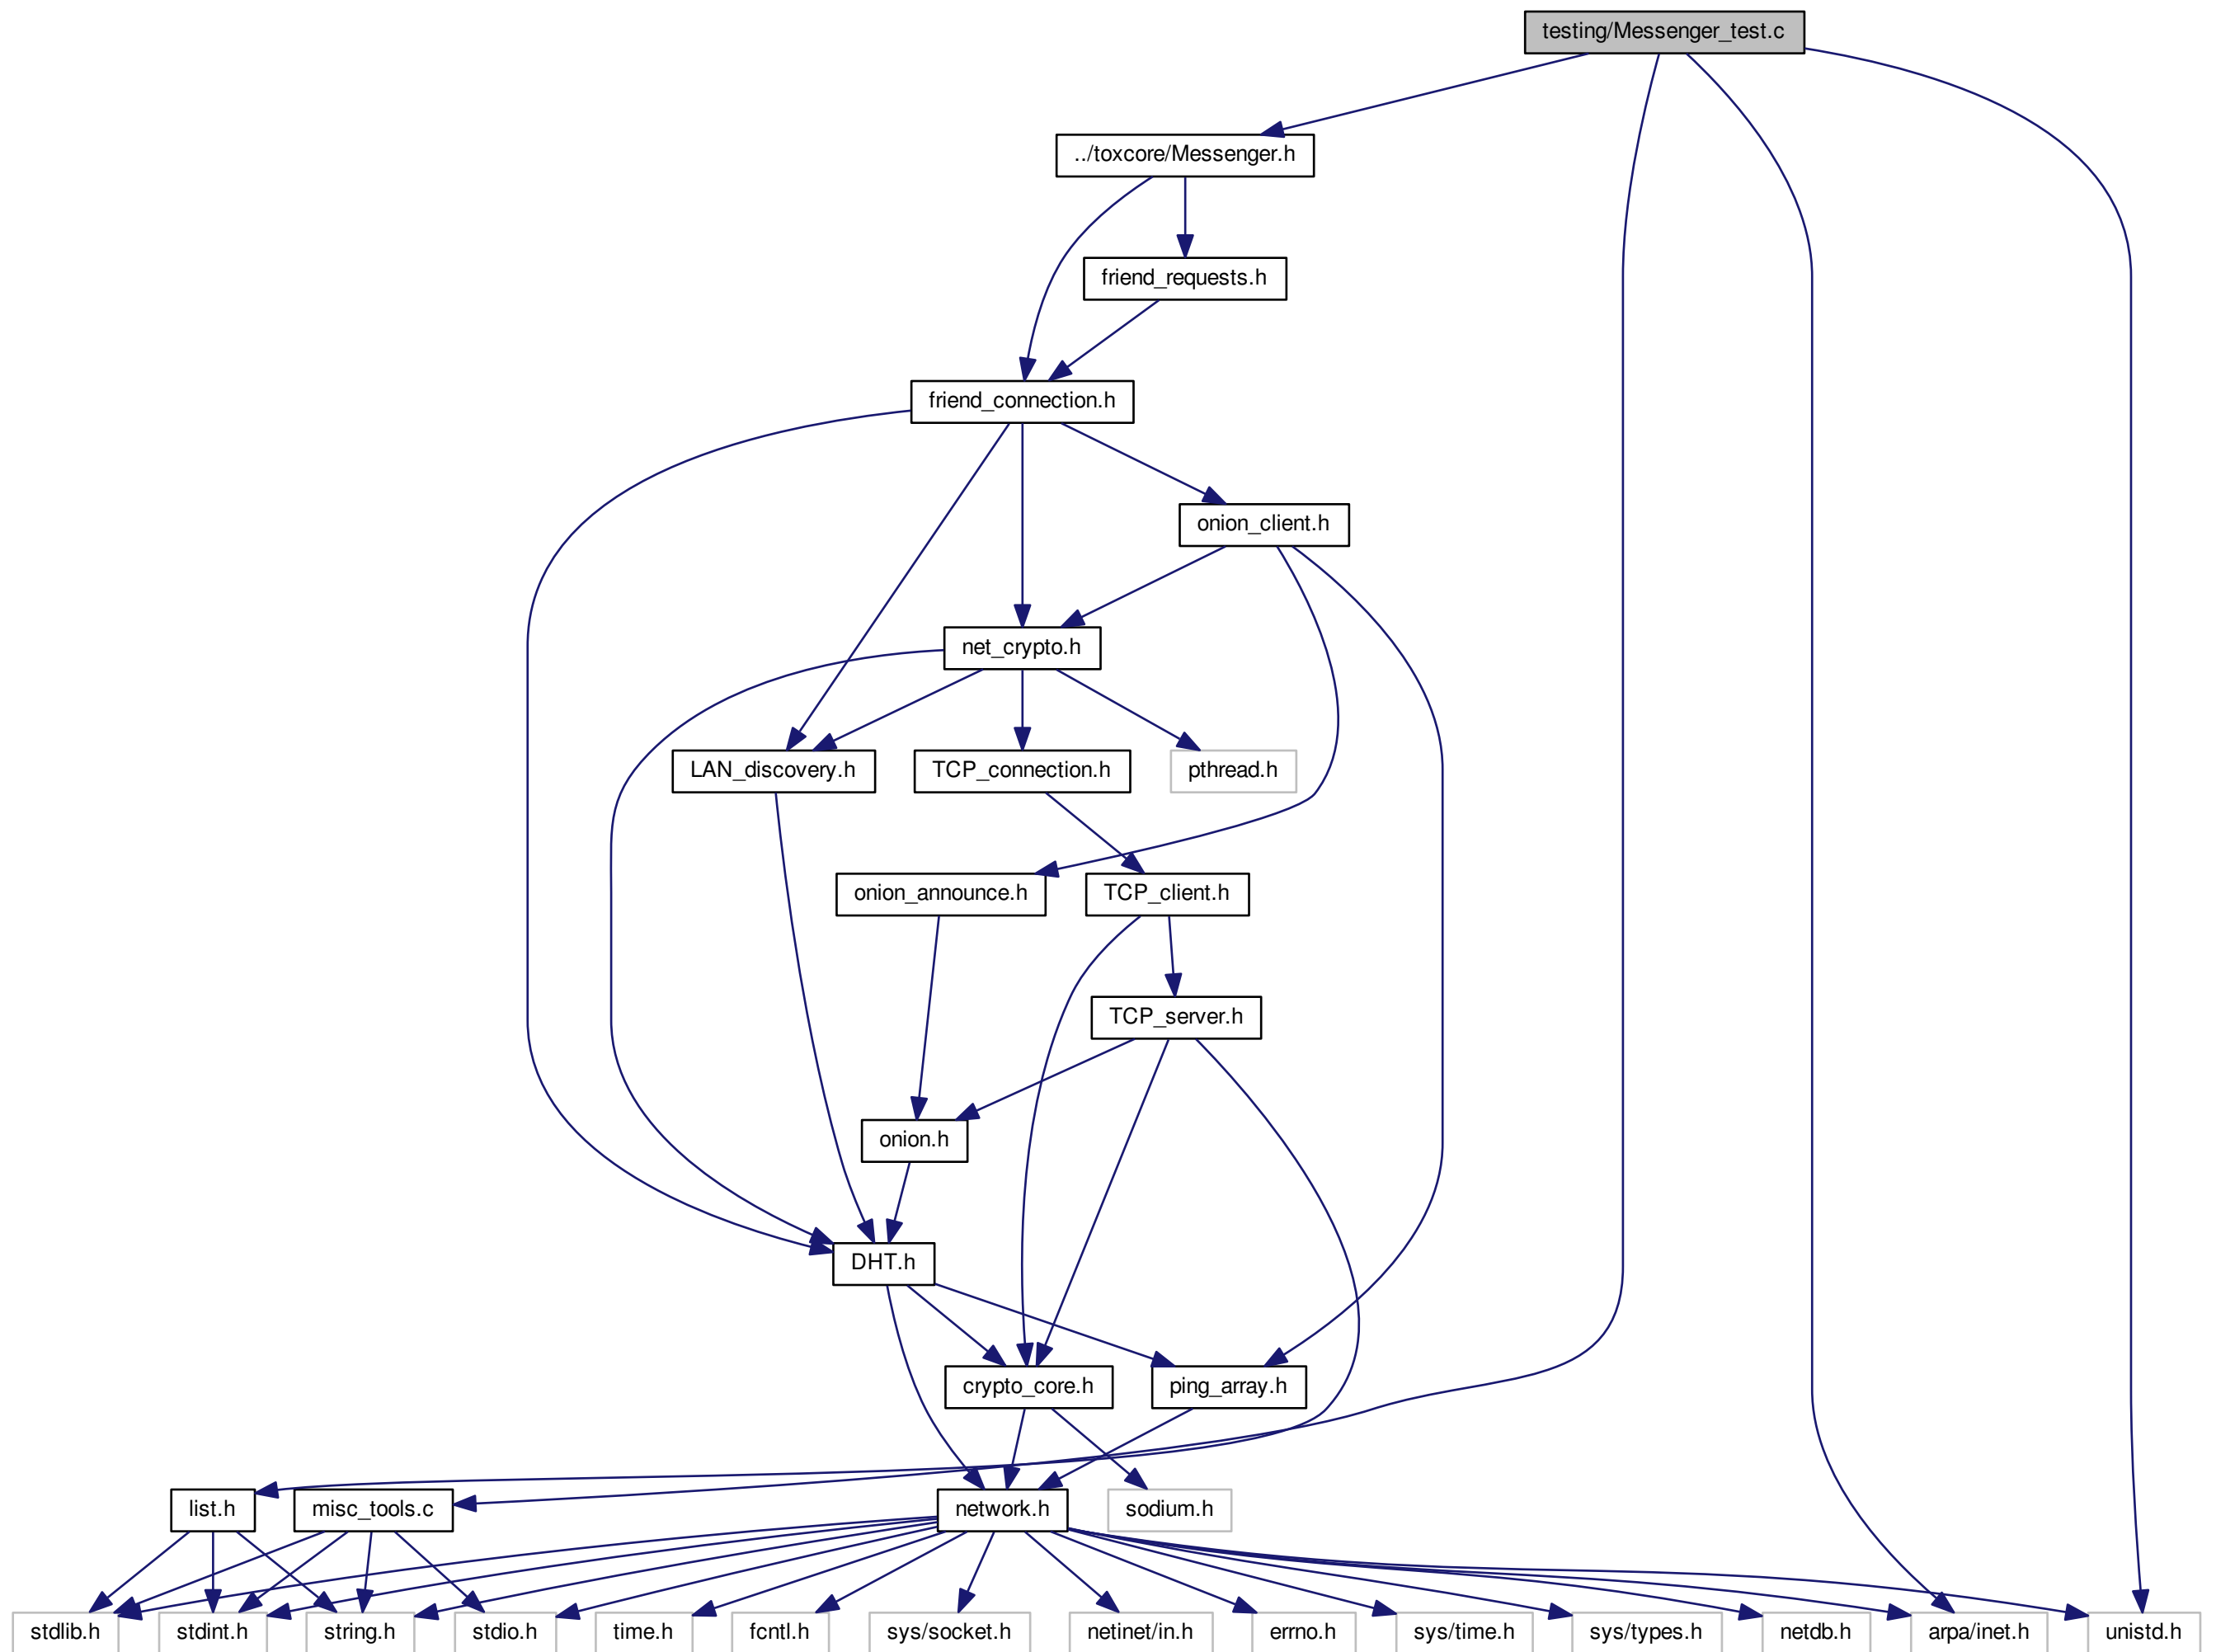 testing/Messenger_test.c
../toxcore/Messenger.h
friend_requests.h
friend_connection.h
onion_client.h
net_crypto.h
LAN_discovery.h
TCP_connection.h
pthread.h
onion_announce.h
TCP_client.h
TCP_server.h
onion.h
DHT.h
crypto_core.h
ping_array.h
list.h
misc_tools.c
network.h
sodium.h
stdlib.h
stdint.h
string.h
stdio.h
time.h
fcntl.h
sys/socket.h
netinet/in.h
errno.h
sys/time.h
sys/types.h
netdb.h
arpa/inet.h
unistd.h